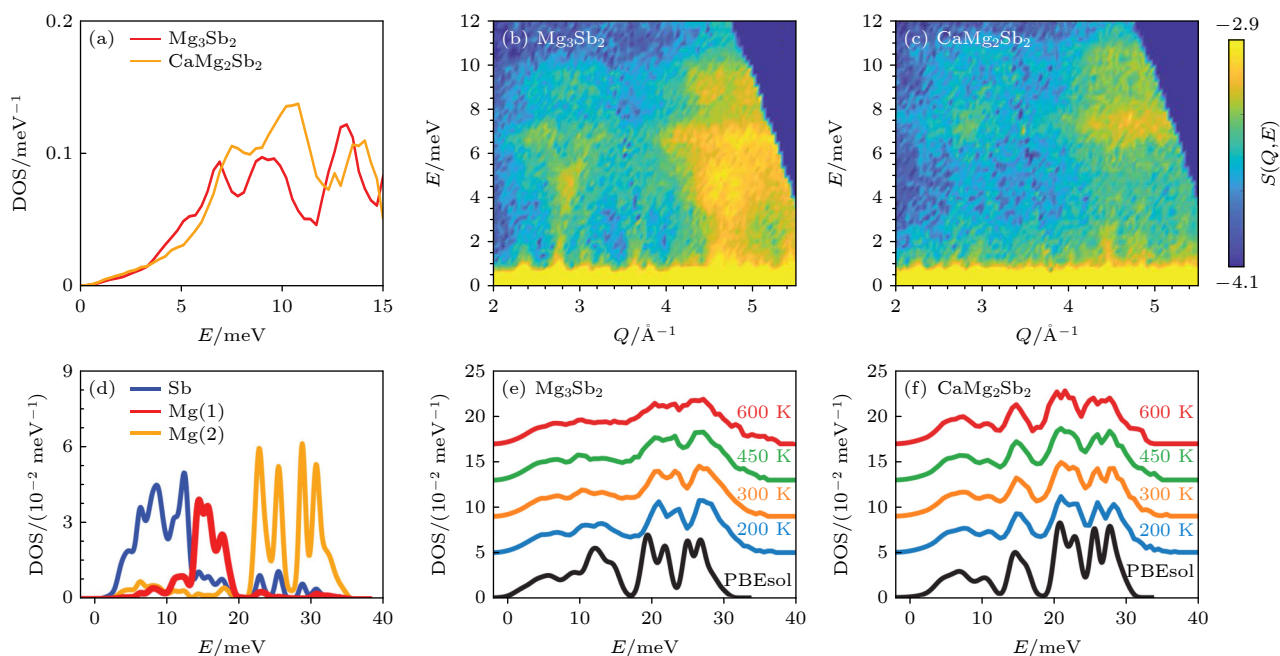 (a)
Mg₃Sb₂
CaMg₂Sb₂
DOS/meV⁻¹
0.2
0.1
0
0 5 10 15
E/meV
(b) Mg₃Sb₂
E/meV
12
10
8
6
4
2
0
2 3 4 5
Q/Å⁻¹
(c) CaMg₂Sb₂
E/meV
12
10
8
6
4
2
0
2 3 4 5
Q/Å⁻¹
−2.9
S(Q,E)
−4.1
(d)
Sb
Mg(1)
Mg(2)
DOS/(10⁻² meV⁻¹)
9
6
3
0
0 10 20 30 40
E/meV
(e) Mg₃Sb₂
DOS/(10⁻² meV⁻¹)
25
20
15
10
5
0
600 K
450 K
300 K
200 K
PBEsol
0 10 20 30 40
E/meV
(f) CaMg₂Sb₂
DOS/(10⁻² meV⁻¹)
25
20
15
10
5
0
600 K
450 K
300 K
200 K
PBEsol
0 10 20 30 40
E/meV